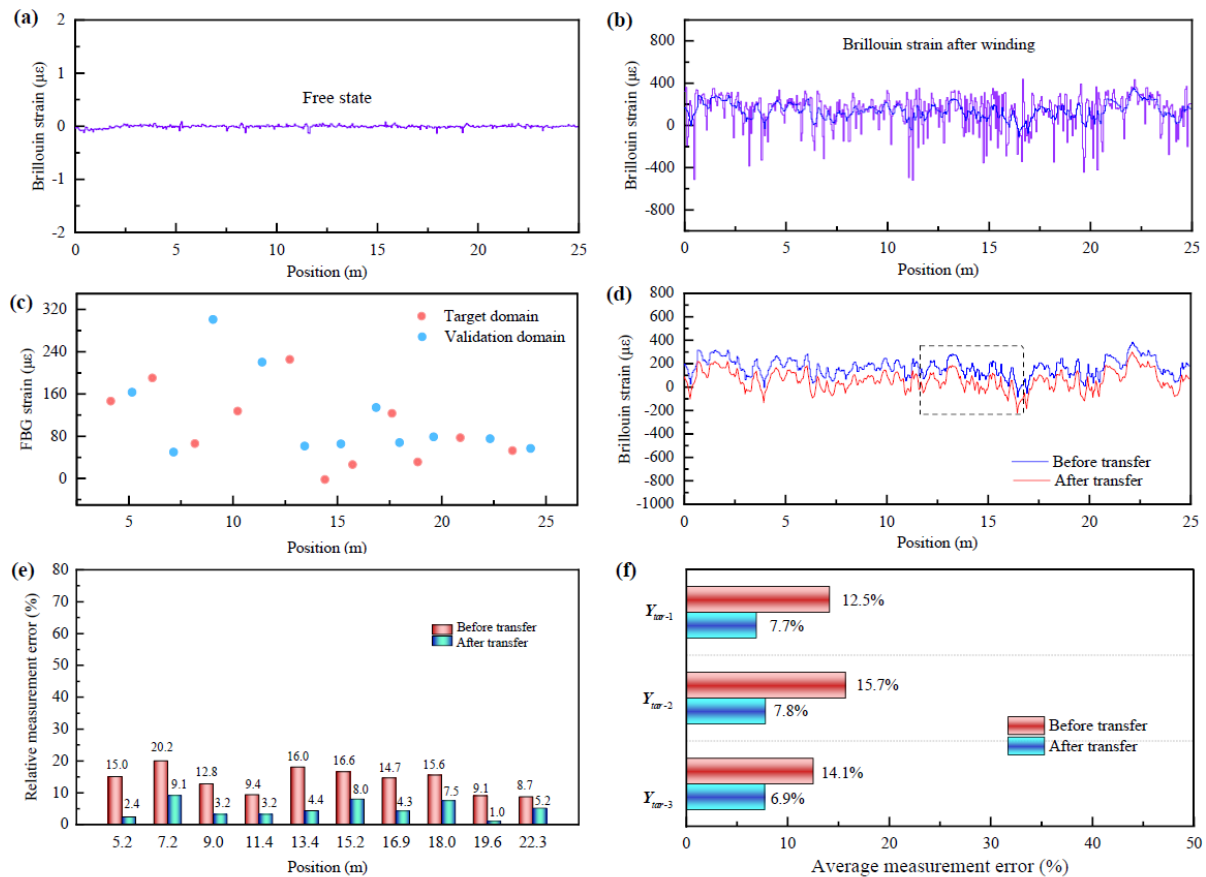 (a)
Brillouin strain (με)
2
1
0
-1
-2
Free state
0 5 10 15 20 25
Position (m)
(b)
Brillouin strain (με)
800
400
0
-400
-800
Brillouin strain after winding
0 5 10 15 20 25
Position (m)
(c)
FBG strain (με)
320
240
160
80
0
Target domain
Validation domain
5 10 15 20 25
Position (m)
(d)
Brillouin strain (με)
800
600
400
200
0
-200
-400
-600
-800
-1000
Before transfer
After transfer
0 5 10 15 20 25
Position (m)
(e)
Relative measurement error (%)
80
70
60
50
40
30
20
10
0
Before transfer
After transfer
15.0 2.4 20.2 9.1 12.8 3.2 9.4 3.2 16.0 4.4 16.6 8.0 14.7 4.3 15.6 7.5 9.1 1.0 8.7 5.2
5.2 7.2 9.0 11.4 13.4 15.2 16.9 18.0 19.6 22.3
Position (m)
(f)
Ytar-1
12.5%
7.7%
Ytar-2
15.7%
7.8%
Before transfer
After transfer
Ytar-3
14.1%
6.9%
0 10 20 30 40 50
Average measurement error (%)